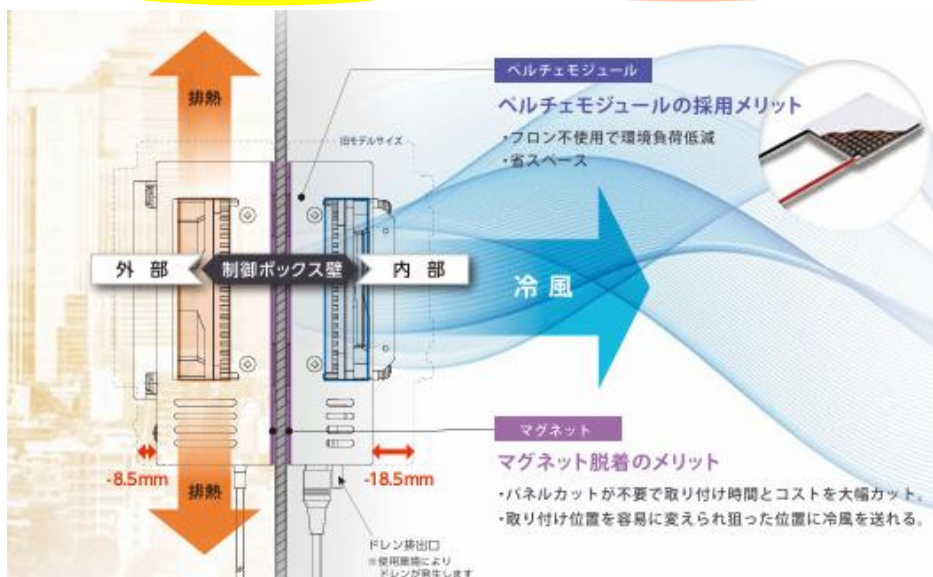 排熱
旧モデルサイズ
ペルチェモジュール
ペルチェモジュールの採用メリット
・フロン不使用で環境負荷低減
・省スペース
外部
制御ボックス壁
内部
冷風
マグネット
マグネット脱着のメリット
・パネルカットが不要で取り付け時間とコストを大幅カット。
・取り付け位置を容易に変えられ狙った位置に冷風を送れる。
-8.5mm
-18.5mm
排熱
ドレン排出口
※使用環境により
ドレンが発生します